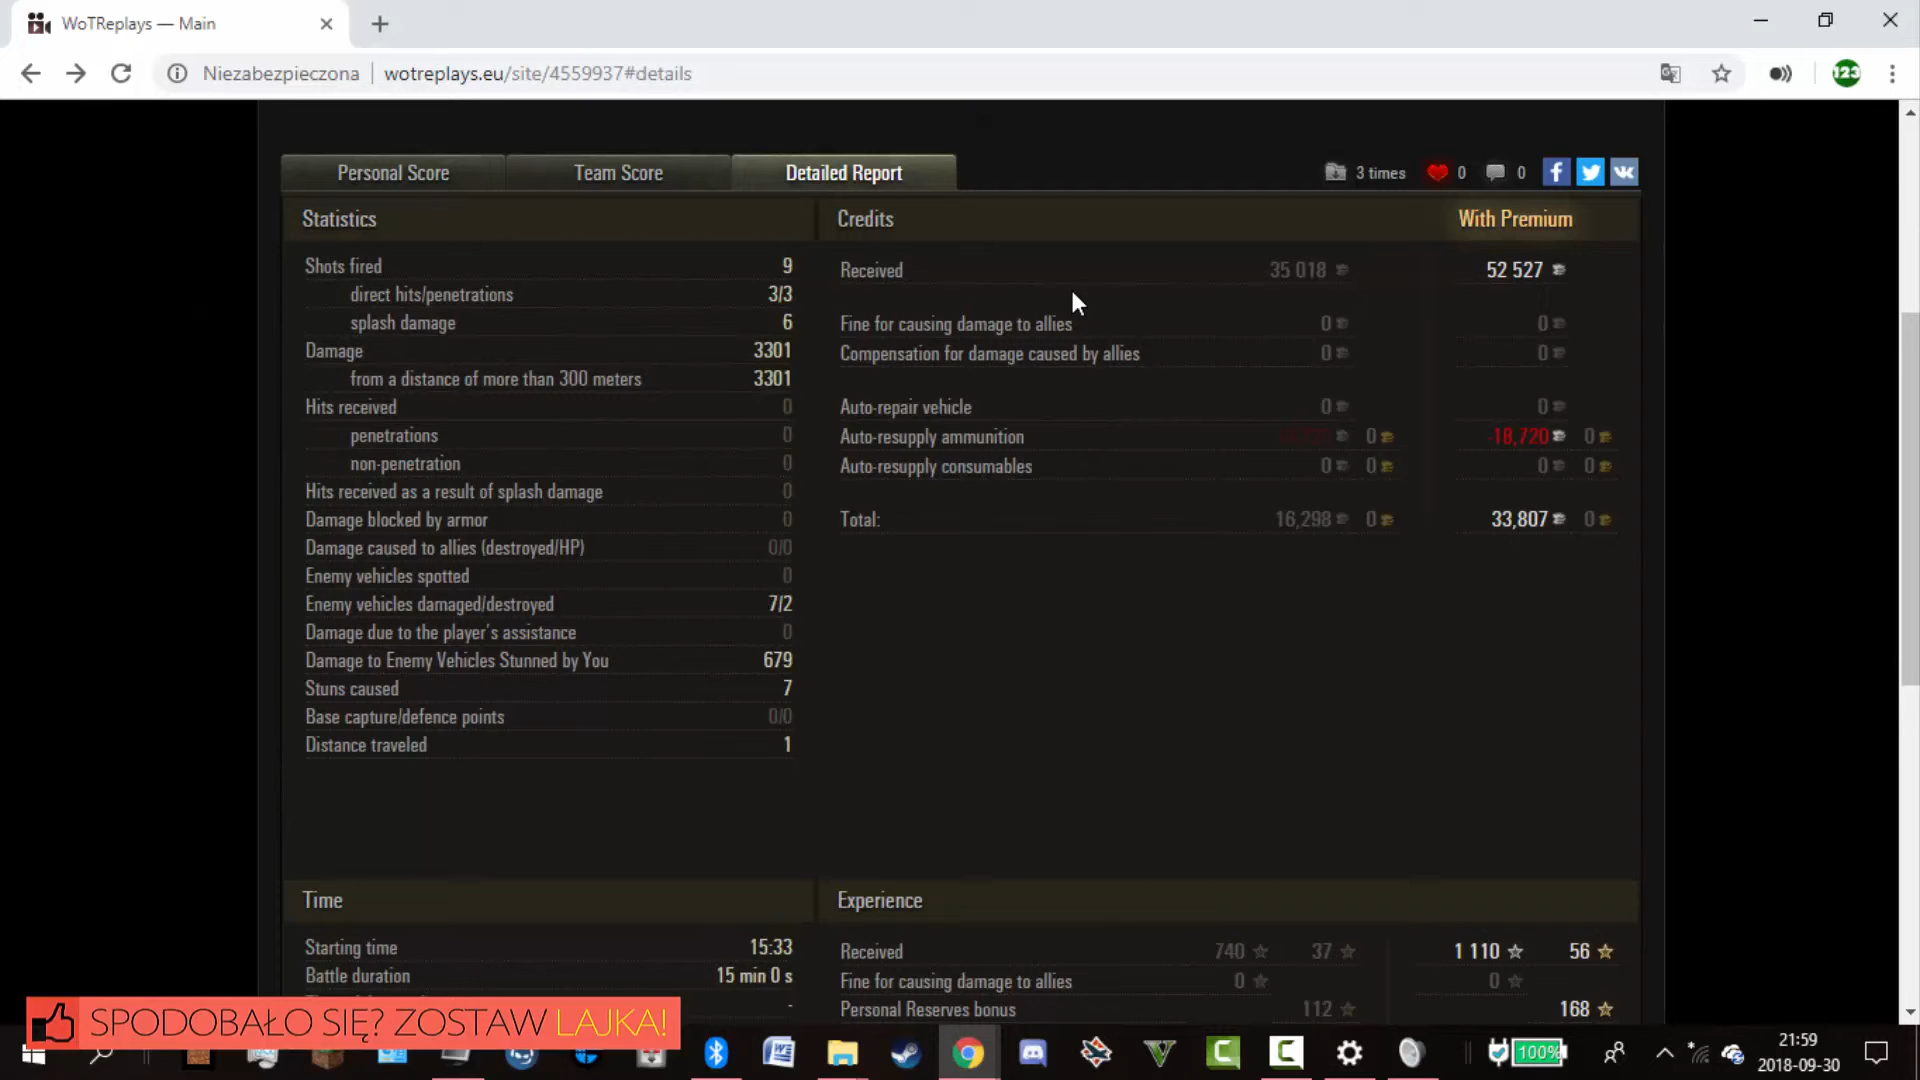 WoTReplays — Main
Niezabezpieczona wotreplays.eu/site/4559937#details
123
Personal Score Team Score Detailed Report 3 times 0 0
Statistics Credits With Premium
Shots fired 9
direct hits/penetrations 3/3
splash damage 6
Damage 3301
from a distance of more than 300 meters 3301
Hits received 0
penetrations 0
non-penetration 0
Hits received as a result of splash damage 0
Damage blocked by armor 0
Damage caused to allies (destroyed/HP) 0/0
Enemy vehicles spotted 0
Enemy vehicles damaged/destroyed 7/2
Damage due to the player's assistance 0
Damage to Enemy Vehicles Stunned by You 679
Stuns caused 7
Base capture/defence points 0/0
Distance traveled 1
Received 35 018 52 527
Fine for causing damage to allies 0 0
Compensation for damage caused by allies 0 0
Auto-repair vehicle 0 0
Auto-resupply ammunition 0 -18,720 0
Auto-resupply consumables 0 0 0 0
Total: 16,298 0 33,807 0
Time Experience
Starting time 15:33
Battle duration 15 min 0 s
-
Received 740 37 1 110 56
Fine for causing damage to allies 0 0
Personal Reserves bonus 112 168
SPODOBAŁO SIĘ? ZOSTAW LAJKA!
100%
21:59
2018-09-30